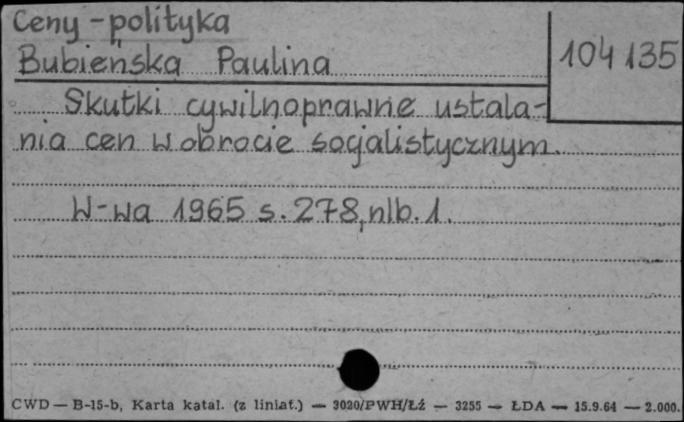 Ceny - polityka
Bubieńska Paulina
104 135
Skutki cywilnoprawne ustala-
nia cen w obrocie socjalistycznym.
W-wa 1965 s. 278, nlb. 1.
CWD — B-15-b, Karta katal. (z liniat.) — 3020/PWH/Łź — 3255 — ŁDA — 15.9.64 — 2.000.